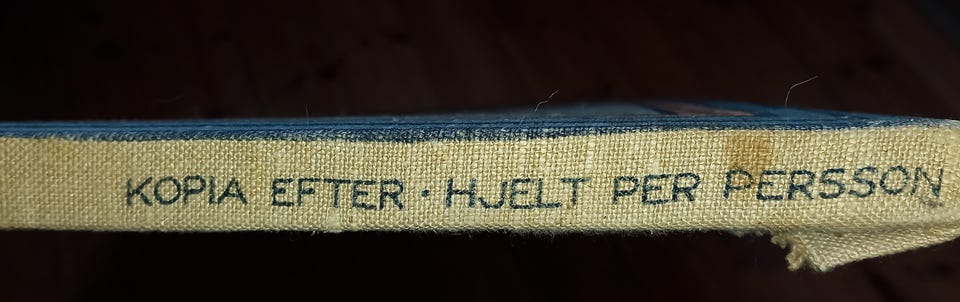 KOPIA EFTER · HJELT PER PERSSON